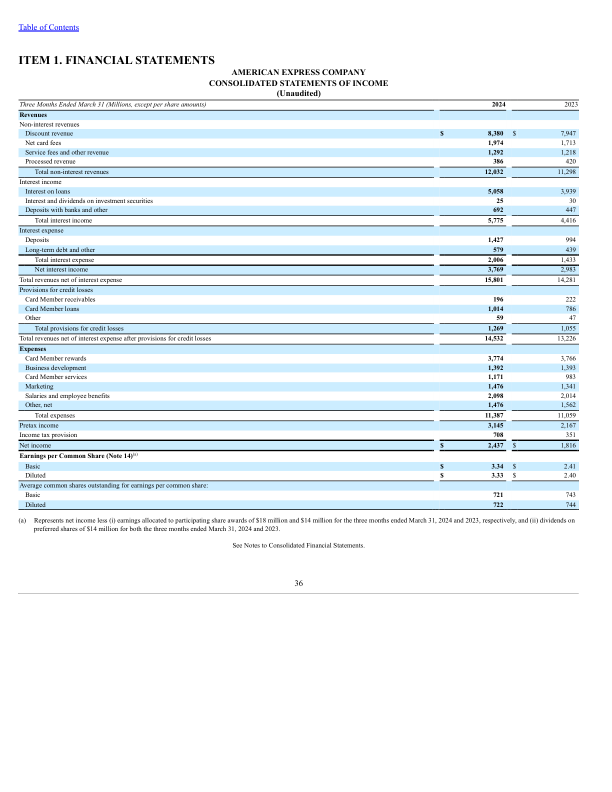 Table of Contents
ITEM 1. FINANCIAL STATEMENTS
AMERICAN EXPRESS COMPANY
CONSOLIDATED STATEMENTS OF INCOME
(Unaudited)
Three Months Ended March 31 (Millions, except per share amounts) 2024 2023
Revenues
Non-interest revenues
Discount revenue $ 8,380 $ 7,947
Net card fees 1,974 1,713
Service fees and other revenue 1,292 1,218
Processed revenue 386 420
Total non-interest revenues 12,032 11,298
Interest income
Interest on loans 5,058 3,939
Interest and dividends on investment securities 25 30
Deposits with banks and other 692 447
Total interest income 5,775 4,416
Interest expense
Deposits 1,427 994
Long-term debt and other 579 439
Total interest expense 2,006 1,433
Net interest income 3,769 2,983
Total revenues net of interest expense 15,801 14,281
Provisions for credit losses
Card Member receivables 196 222
Card Member loans 1,014 786
Other 59 47
Total provisions for credit losses 1,269 1,055
Total revenues net of interest expense after provisions for credit losses 14,532 13,226
Expenses
Card Member rewards 3,774 3,766
Business development 1,392 1,393
Card Member services 1,171 983
Marketing 1,476 1,341
Salaries and employee benefits 2,098 2,014
Other, net 1,476 1,562
Total expenses 11,387 11,059
Pretax income 3,145 2,167
Income tax provision 708 351
Net income $ 2,437 $ 1,816
Earnings per Common Share (Note 14)(a)
Basic $ 3.34 $ 2.41
Diluted $ 3.33 $ 2.40
Average common shares outstanding for earnings per common share:
Basic 721 743
Diluted 722 744
(a) Represents net income less (i) earnings allocated to participating share awards of $18 million and $14 million for the three months ended March 31, 2024 and 2023, respectively, and (ii) dividends on
preferred shares of $14 million for both the three months ended March 31, 2024 and 2023.
See Notes to Consolidated Financial Statements.
36